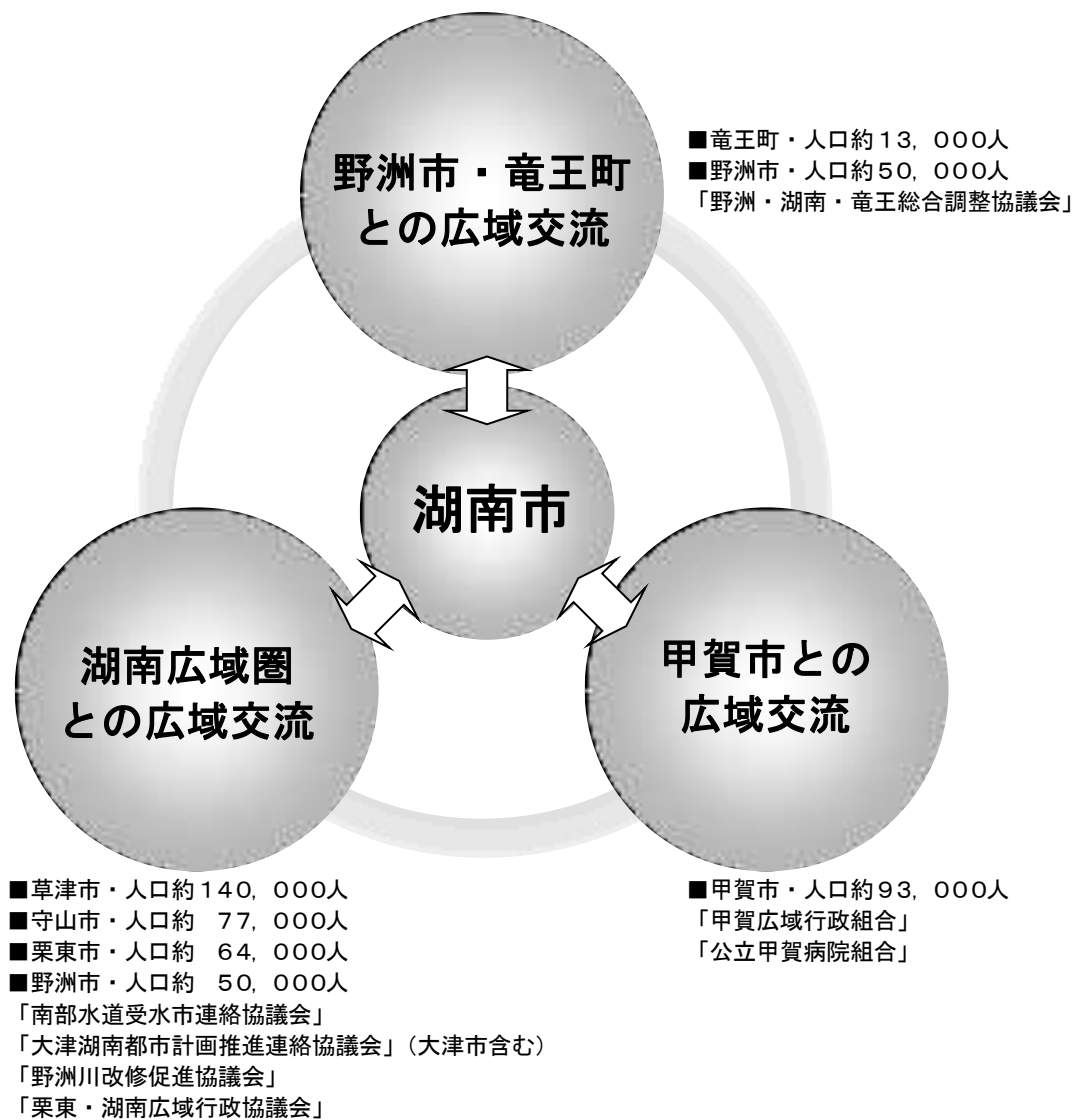 野洲市・竜王町
との広域交流
■竜王町・人口約13，000人
■野洲市・人口約50，000人
「野洲・湖南・竜王総合調整協議会」
湖南市
湖南広域圏
との広域交流
甲賀市との
広域交流
■草津市・人口約140，000人
■守山市・人口約　77，000人
■栗東市・人口約　64，000人
■野洲市・人口約　50，000人
「南部水道受水市連絡協議会」
「大津湖南都市計画推進連絡協議会」（大津市含む）
「野洲川改修促進協議会」
「栗東・湖南広域行政協議会」
■甲賀市・人口約93，000人
「甲賀広域行政組合」
「公立甲賀病院組合」